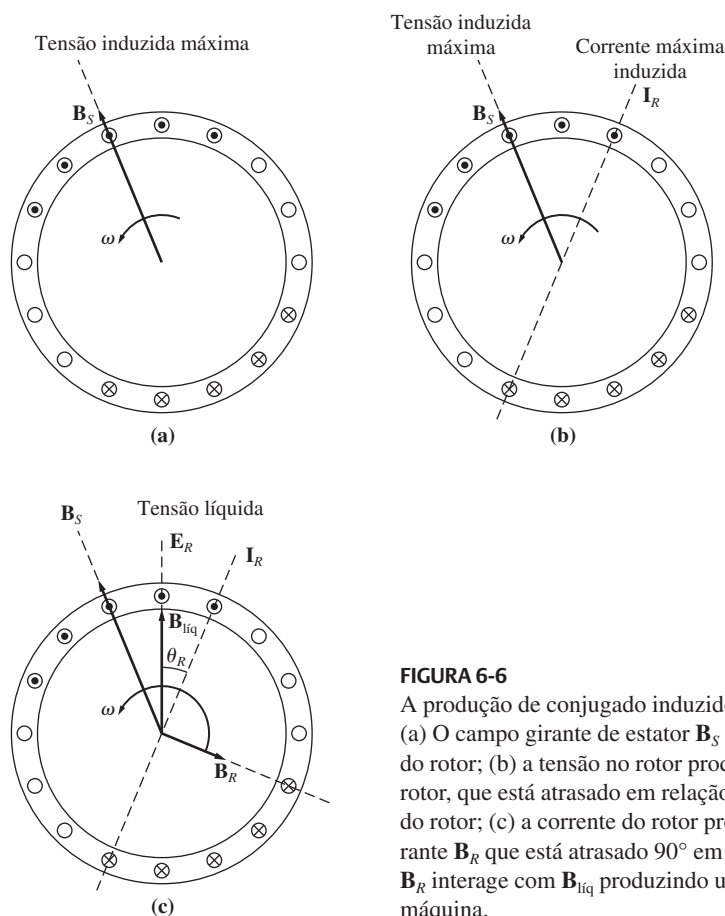 Tensão induzida máxima
B_S
ω
(a)
Tensão induzida
máxima
Corrente máxima
induzida
I_R
B_S
ω
(b)
B_S
Tensão líquida
E_R
I_R
B_líq
θ_R
ω
B_R
(c)
FIGURA 6-6
A produção de conjugado induzido
(a) O campo girante de estator B_S
do rotor; (b) a tensão no rotor
rotor, que está atrasado em relação
do rotor; (c) a corrente do rotor
rante B_R que está atrasado 90° em
B_R interage com B_líq produzindo
máquina.